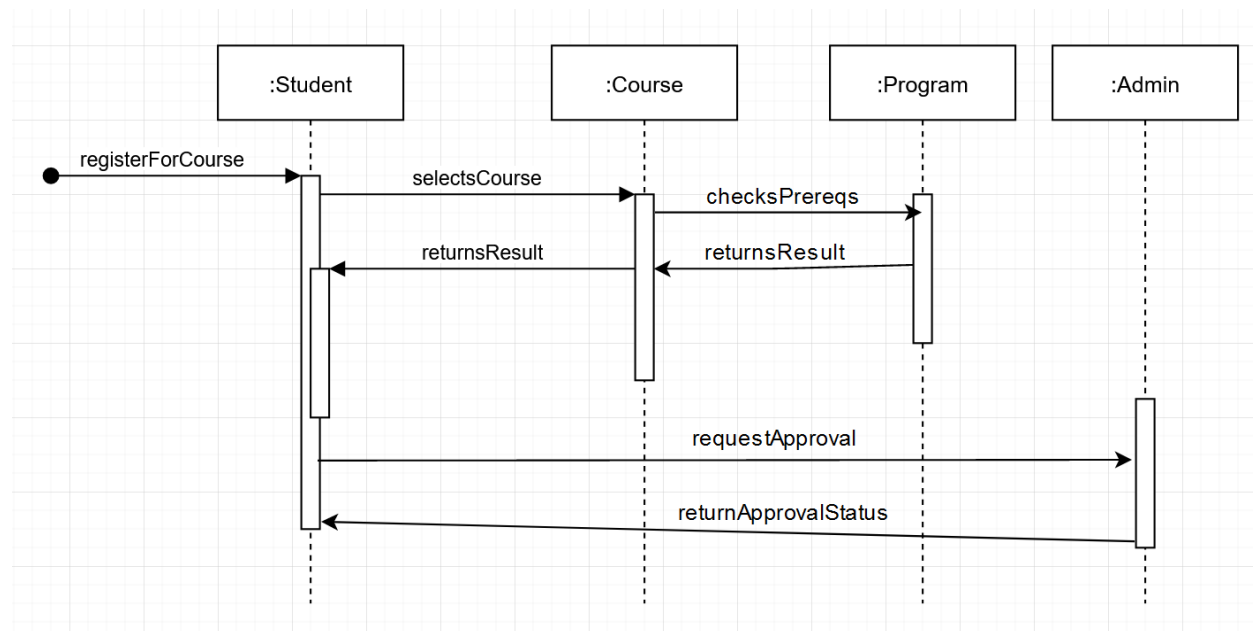 :Student
:Course
:Program
:Admin
registerForCourse
selectsCourse
checksPrereqs
returnsResult
returnsResult
requestApproval
returnApprovalStatus